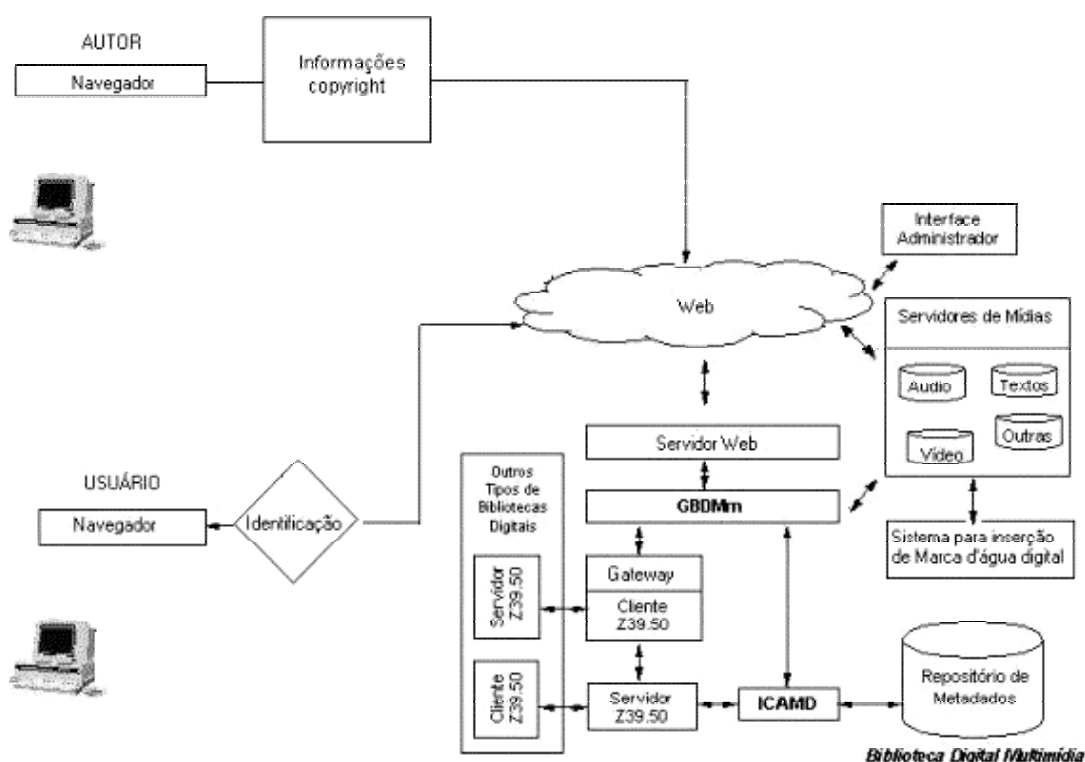 AUTOR
Navegador
Informações
copyright
Interface
Administrador
Web
Servidores de Mídias
Audio
Textos
Vídeo
Outras
Servidor Web
USUÁRIO
Navegador
Identificação
Outros
Tipos de
Bibliotecas
Digitais
GBDMm
Sistema para inserção
de Marca d'água digital
Servidor
Z39.50
Gateway
Cliente
Z39.50
Cliente
Z39.50
Servidor
Z39.50
ICAMD
Repositório de
Metadados
Biblioteca Digital Multimídia